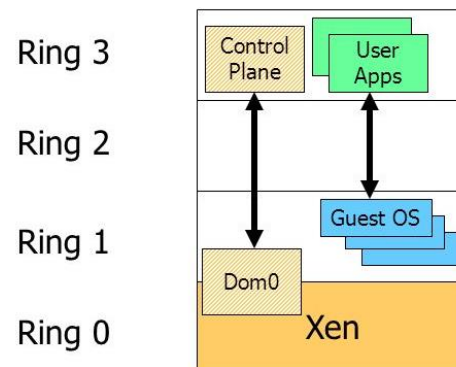 Ring 3
Control
Plane
User
Apps
Ring 2
Ring 1
Guest OS
Dom0
Ring 0
Xen